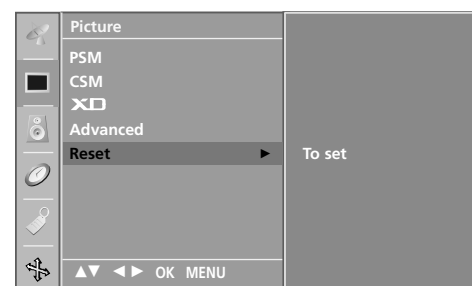 Picture
PSM
CSM
XD
Advanced
Reset ► To set
▲▼ ◄► OK MENU